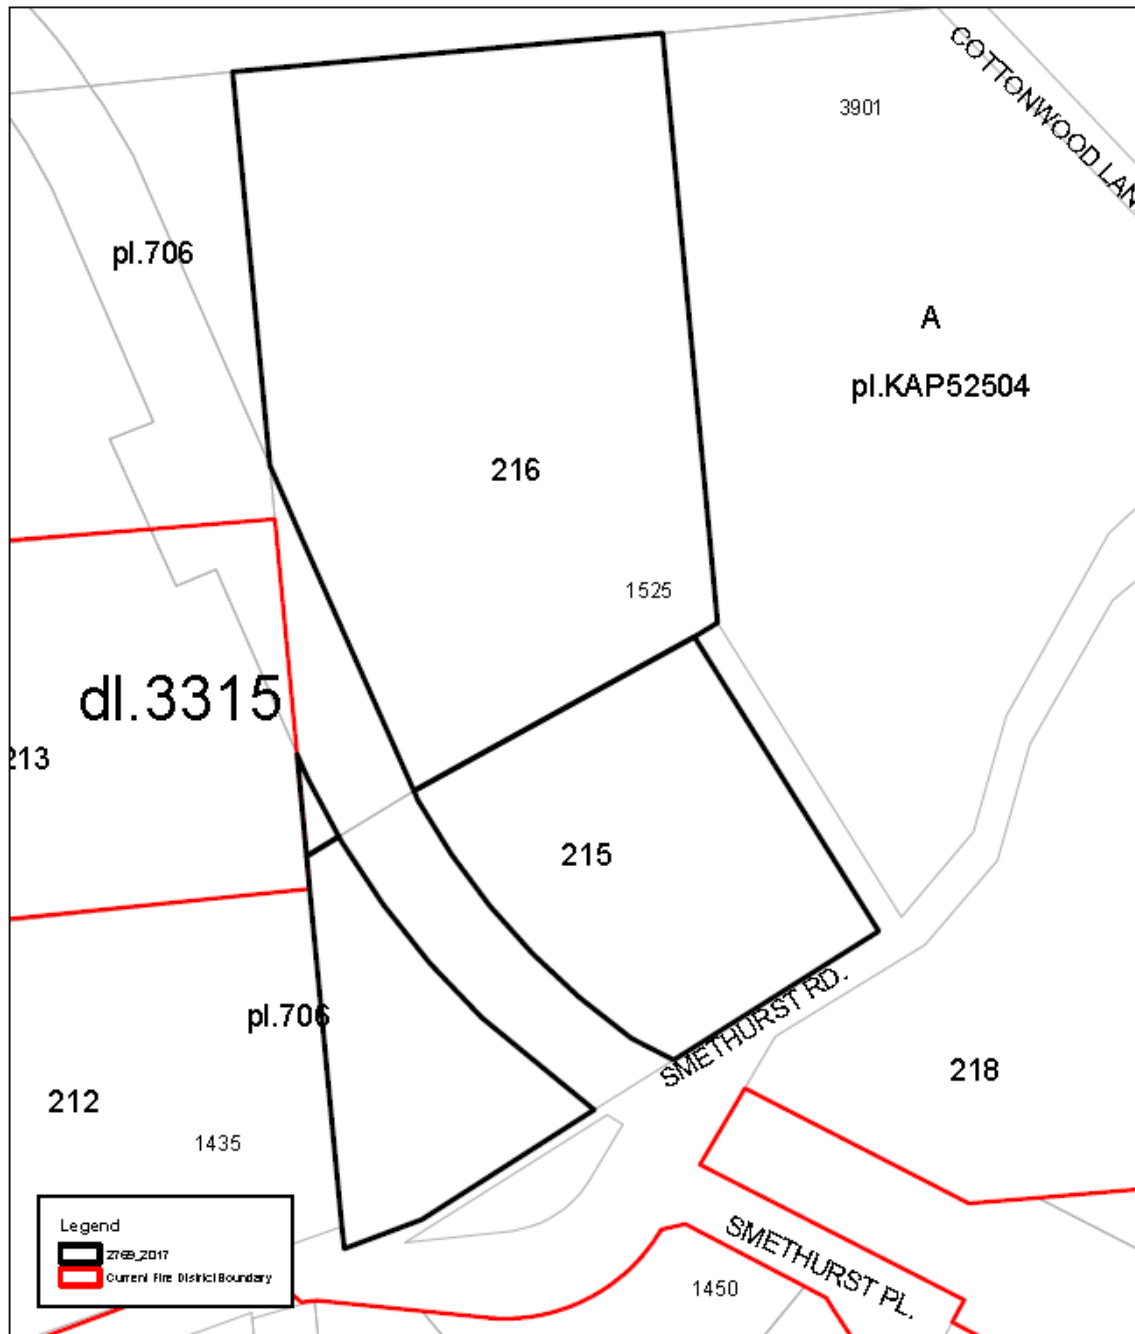 COTTONWOOD LAN
3901
pl.706
A
pl.KAP52504
216
1525
dl.3315
213
215
SMETHURST RD.
pl.706
218
212
1435
SMETHURST PL.
1450
Legend
2769_2017
Current Fire District Boundary